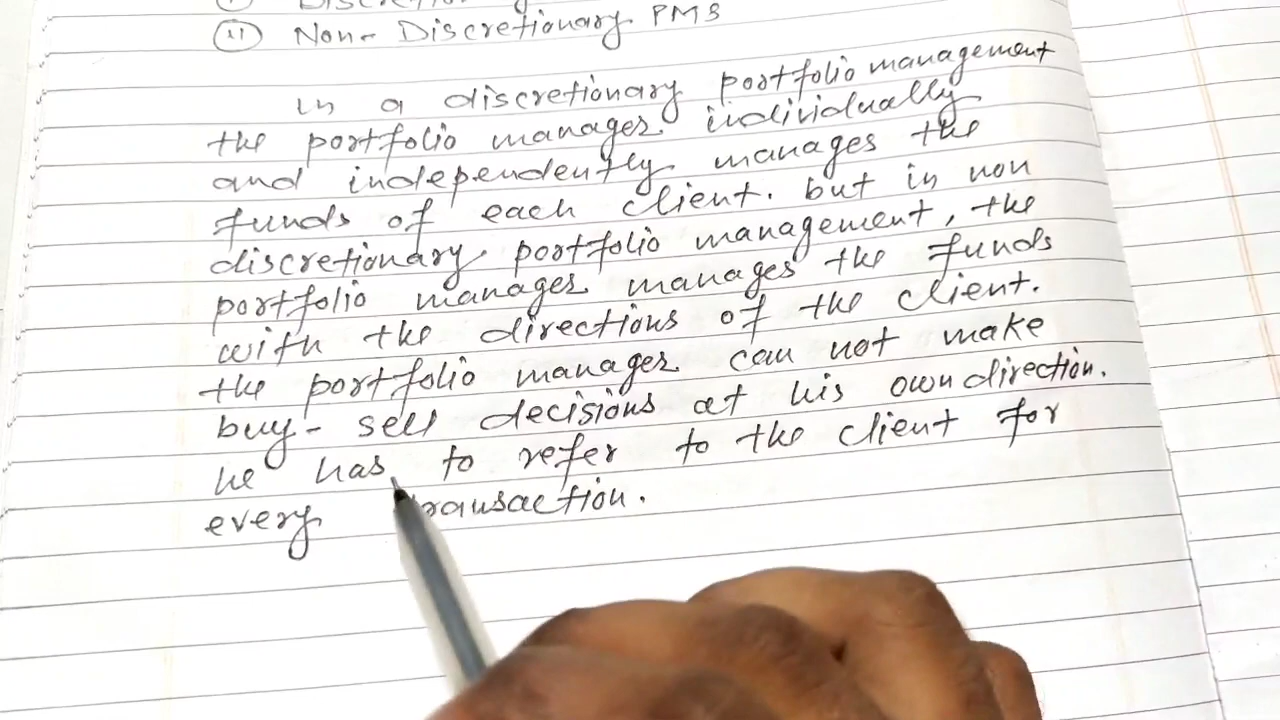 (ii) Non- Discretionary PMS
in a discretionary portfolio management
the portfolio manager individually
and independently manages the
funds of each client. but in non
discretionary portfolio management, the
portfolio manager manages the funds
with the directions of the client.
the portfolio manager can not make
buy- sell decisions at his own direction.
he has to refer to the client for
every transaction.